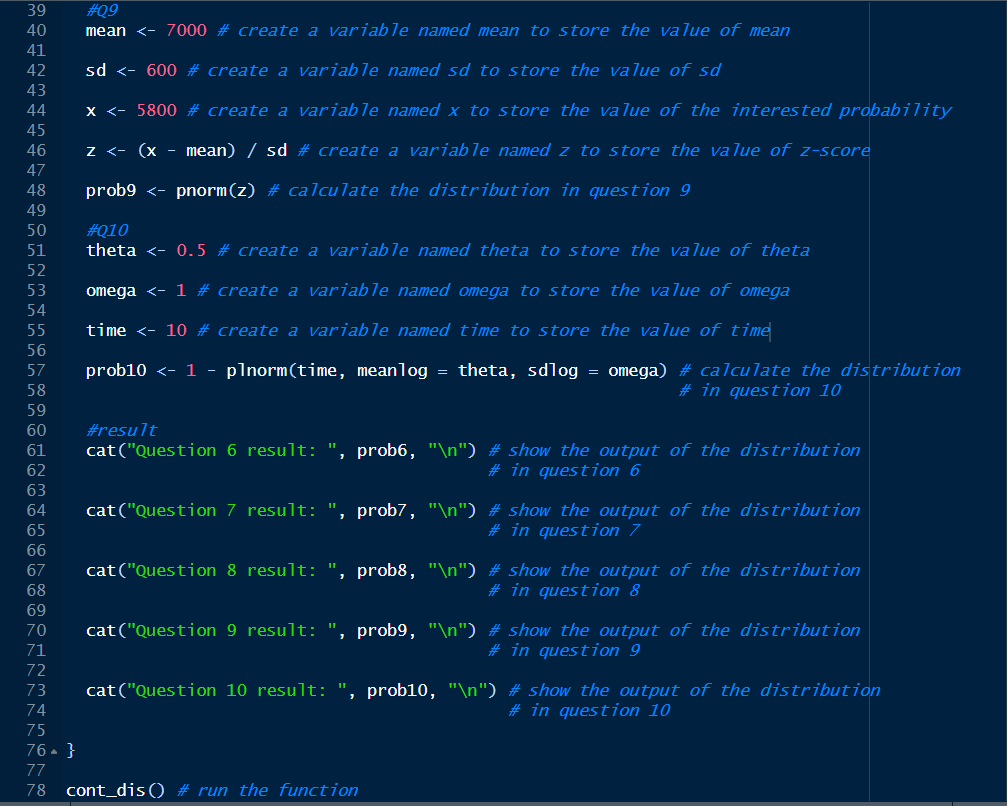 39 #Q9
40 mean <- 7000 # create a variable named mean to store the value of mean
41
42 sd <- 600 # create a variable named sd to store the value of sd
43
44 x <- 5800 # create a variable named x to store the value of the interested probability
45
46 z <- (x - mean) / sd # create a variable named z to store the value of z-score
47
48 prob9 <- pnorm(z) # calculate the distribution in question 9
49
50 #Q10
51 theta <- 0.5 # create a variable named theta to store the value of theta
52
53 omega <- 1 # create a variable named omega to store the value of omega
54
55 time <- 10 # create a variable named time to store the value of time
56
57 prob10 <- 1 - plnorm(time, meanlog = theta, sdlog = omega) # calculate the distribution
58 # in question 10
59
60 #result
61 cat("Question 6 result: ", prob6, "\n") # show the output of the distribution
62 # in question 6
63
64 cat("Question 7 result: ", prob7, "\n") # show the output of the distribution
65 # in question 7
66
67 cat("Question 8 result: ", prob8, "\n") # show the output of the distribution
68 # in question 8
69
70 cat("Question 9 result: ", prob9, "\n") # show the output of the distribution
71 # in question 9
72
73 cat("Question 10 result: ", prob10, "\n") # show the output of the distribution
74 # in question 10
75
76 }
77
78 cont_dis() # run the function